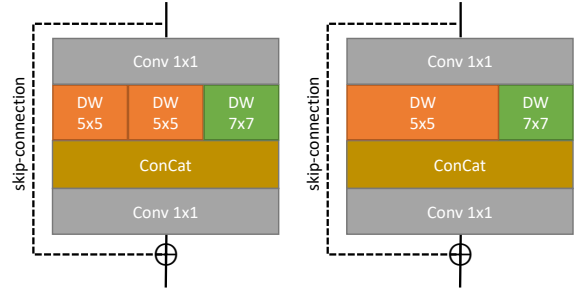 skip-connection
Conv 1x1
DW
5x5
DW
5x5
DW
7x7
ConCat
Conv 1x1
skip-connection
Conv 1x1
DW
5x5
DW
7x7
ConCat
Conv 1x1